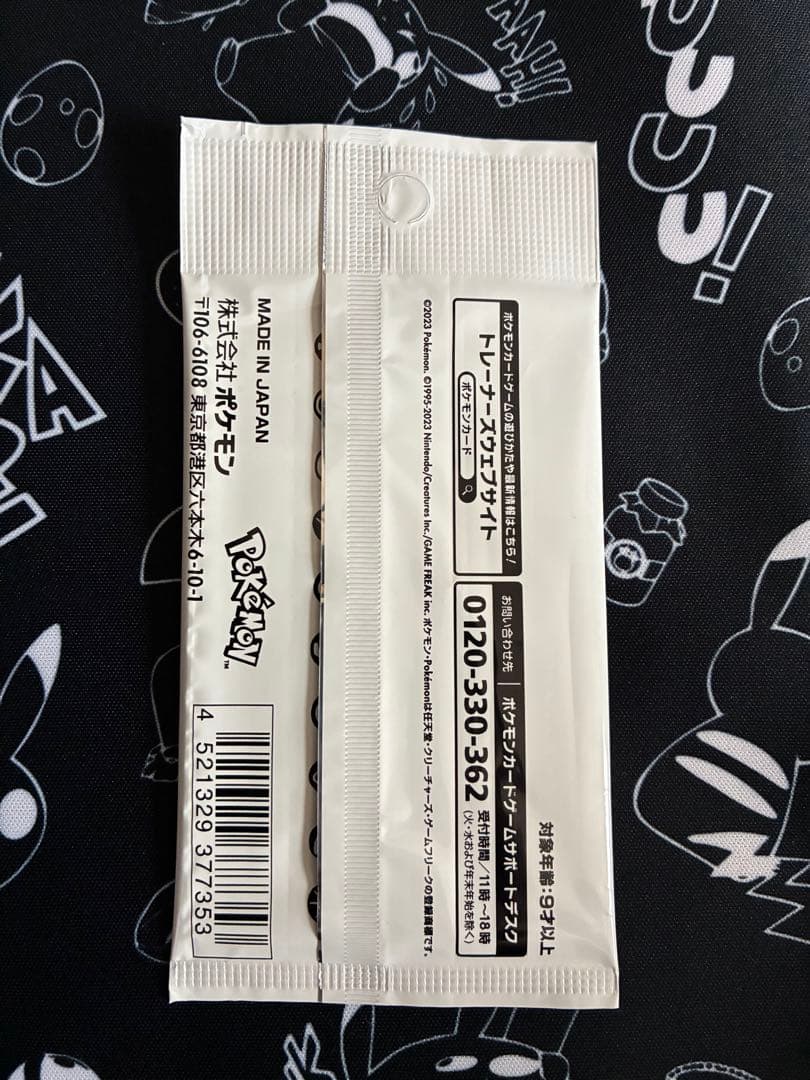 対象年齢：9才以上
ポケモンカードゲームの遊びかたや最新情報はこちら！
トレーナーズウェブサイト
ポケモンカード
お問い合わせ先 ポケモンカードゲームサポートデスク
0120-330-362
受付時間／11時～18時
（火・水および年末年始を除く）
©2023 Pokémon. ©1995-2023 Nintendo/Creatures Inc./GAME FREAK inc. ポケモン・Pokémonは任天堂・クリーチャーズ・ゲームフリークの登録商標です。
MADE IN JAPAN
株式会社 ポケモン
〒106-6108 東京都港区六本木6-10-1
POKéMON™
4 521329 377353
AAH!
UUU!